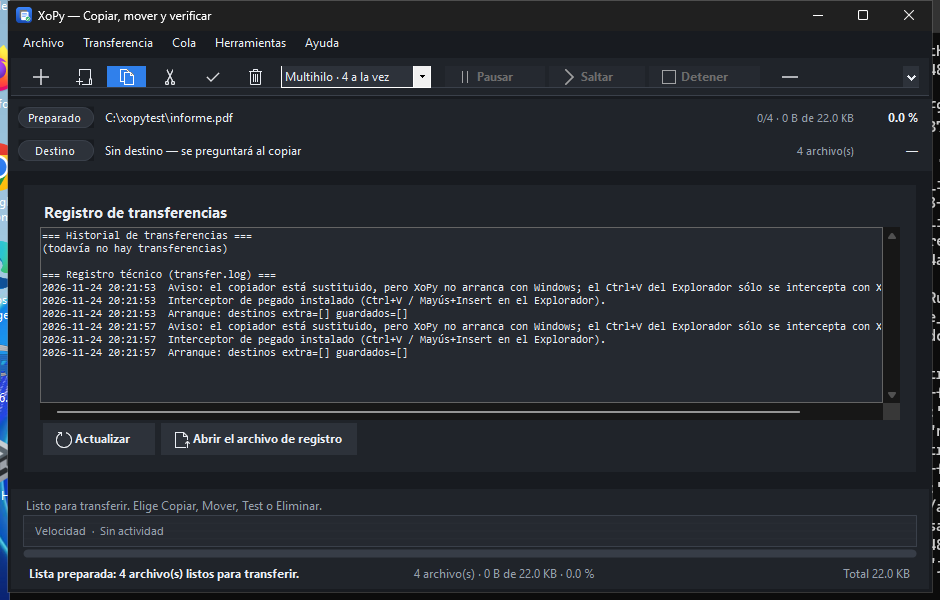 XoPy — Copiar, mover y verificar
Archivo Transferencia Cola Herramientas Ayuda
Multihilo · 4 a la vez Pausar Saltar Detener
Preparado C:\xopytest\informe.pdf 0/4 · 0 B de 22.0 KB 0.0 %
Destino Sin destino — se preguntará al copiar 4 archivo(s) —
Registro de transferencias
=== Historial de transferencias ===
(todavía no hay transferencias)
=== Registro técnico (transfer.log) ===
2026-11-24 20:21:53 Aviso: el copiador está sustituido, pero XoPy no arranca con Windows; el Ctrl+V del Explorador sólo se intercepta con X
2026-11-24 20:21:53 Interceptor de pegado instalado (Ctrl+V / Mayús+Insert en el Explorador).
2026-11-24 20:21:53 Arranque: destinos extra=[] guardados=[]
2026-11-24 20:21:57 Aviso: el copiador está sustituido, pero XoPy no arranca con Windows; el Ctrl+V del Explorador sólo se intercepta con X
2026-11-24 20:21:57 Interceptor de pegado instalado (Ctrl+V / Mayús+Insert en el Explorador).
2026-11-24 20:21:57 Arranque: destinos extra=[] guardados=[]
Actualizar Abrir el archivo de registro
Listo para transferir. Elige Copiar, Mover, Test o Eliminar.
Velocidad · Sin actividad
Lista preparada: 4 archivo(s) listos para transferir. 4 archivo(s) · 0 B de 22.0 KB · 0.0 % Total 22.0 KB